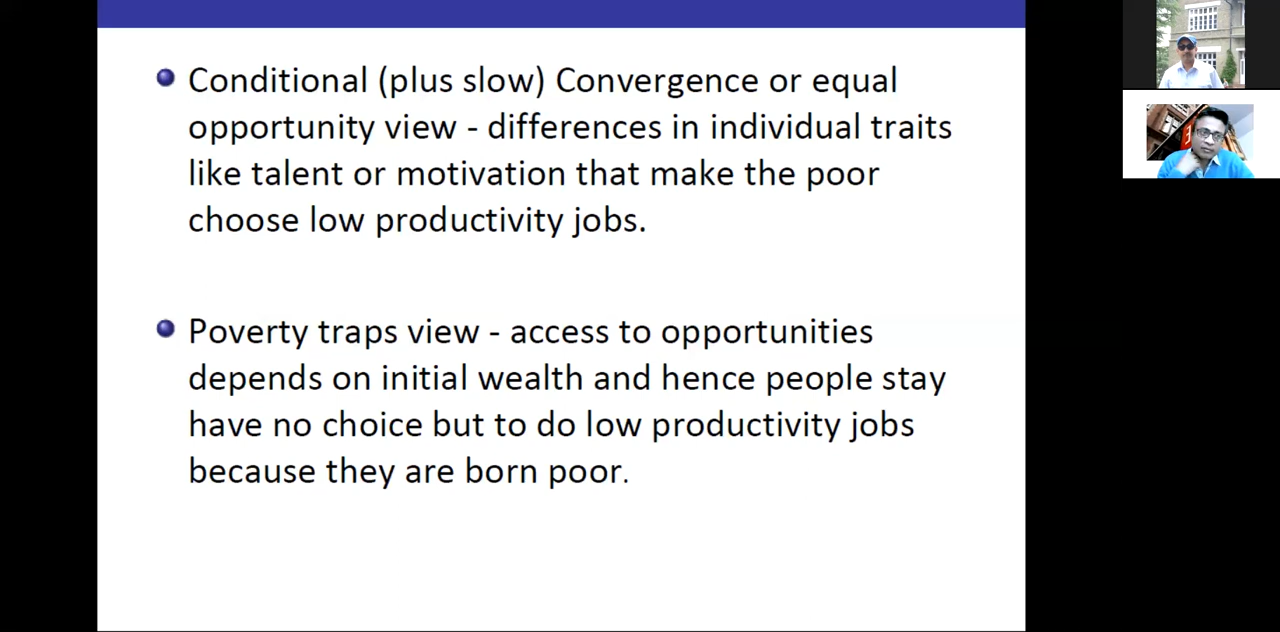 Conditional (plus slow) Convergence or equal
opportunity view - differences in individual traits
like talent or motivation that make the poor
choose low productivity jobs.
Poverty traps view - access to opportunities
depends on initial wealth and hence people stay
have no choice but to do low productivity jobs
because they are born poor.